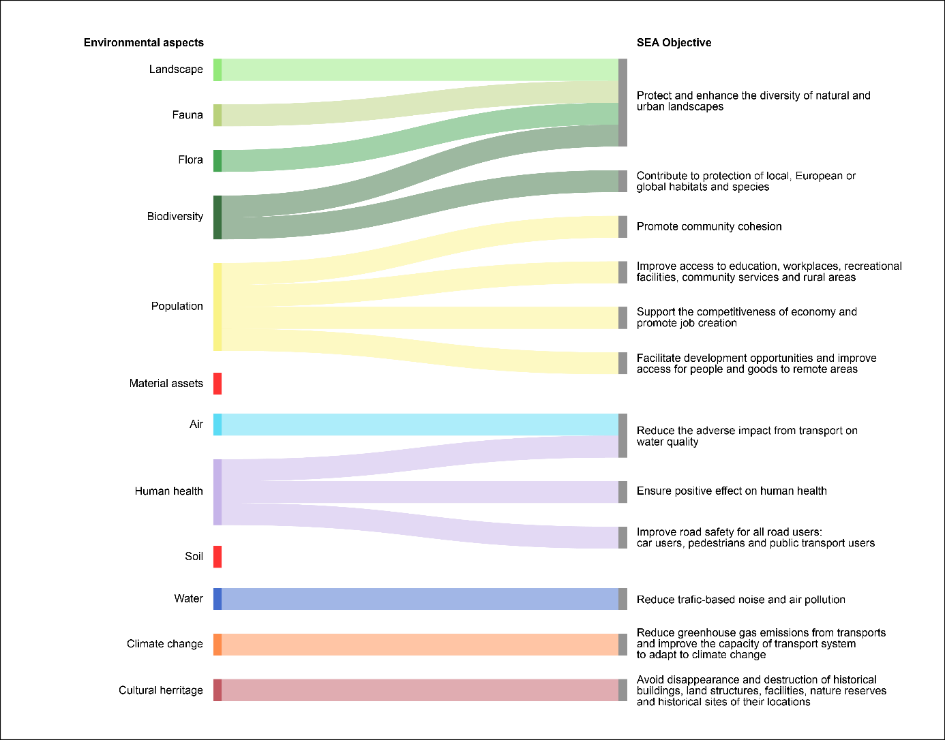 Environmental aspects
SEA Objective
Landscape
Fauna
Flora
Biodiversity
Population
Material assets
Air
Human health
Soil
Water
Climate change
Cultural herritage
Protect and enhance the diversity of natural and
urban landscapes
Contribute to protection of local, European or
global habitats and species
Promote community cohesion
Improve access to education, workplaces, recreational
facilities, community services and rural areas
Support the competitiveness of economy and
promote job creation
Facilitate development opportunities and improve
access for people and goods to remote areas
Reduce the adverse impact from transport on
water quality
Ensure positive effect on human health
Improve road safety for all road users:
car users, pedestrians and public transport users
Reduce trafic-based noise and air pollution
Reduce greenhouse gas emissions from transports
and improve the capacity of transport system
to adapt to climate change
Avoid disappearance and destruction of historical
buildings, land structures, facilities, nature reserves
and historical sites of their locations